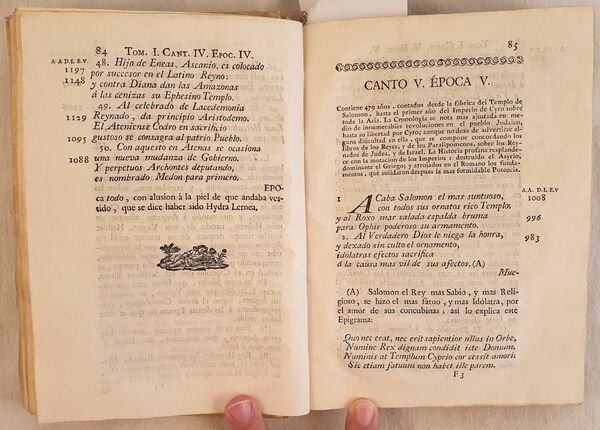 84 TOM. I. CANT. IV. EPOC. IV.
A A.D.L E.V
48. Hijo de Eneas, Ascanio, es colocado
1197 por successor en el Latino Reyno:
1148 y contra Diana dan las Amazonas
á las cenizas su Ephesino Templo.
49. Al celebrado de Lacedemonia
1129 Reynado, da principio Aristodemo.
El Ateniense Codro en sacrificio
1095 gustoso se consagra al patrio Pueblo.
50. Con aquesto en Atenas se ocasiona
1088 una nueva mudanza de Gobierno.
Y perpetuos Archontes deputando,
es nombrado Medon para primero.
EPO-
ca todo, con alusion á la piel de que andaba ves-
tido, que se dice haber sido Hydra Lernea.
85
CANTO V. ÉPOCA V.
Contiene 479 años, contados desde la fabrica del Templo de
Salomon, hasta el primer año del Imperio de Cyro sobre
toda la Asia. La Cronología se nota mas ajustada en me-
dio de innumerables revoluciones en el pueblo Judaico,
hasta su libertad por Cyro; aunque no dexa de advertirse al-
guna dificultad en ella, que se compone concordando los
libros de los Reyes, y de los Paralipomenos, sobre los Rey-
nados de Judea, y de Israel. La Historia profana resplande-
ce con la mutacion de los Imperios: destruido el Asyrio,
dominante el Griego; y arrojados en el Romano los funda-
mentos, que solidaron despues la mas formidable Potencia.
A.A. D.L E.V
1 ACaba Salomon el mas suntuoso, 1008
con todos sus ornatos rico Templo;
y al Roxo mar salada espalda bruma 996
para Ophir poderoso su armamento.
2. Al Verdadero Dios le niega la honra, 983
y dexado sin culto el ornamento,
idólatras efectos sacrifica
á la causa mas vil de sus afectos. (A)
Mue-
(A) Salomon el Rey mas Sabio, y mas Reli-
gioso, se hizo el mas fatuo, y mas Idólatra, por
el amor de sus concubinas; así lo explica este
Epigrama:
Quo nec erat, nec erit sapientior ullus in Orbe,
Numine Rex dignam condidit iste Domum.
Numinis at Templum Cyprio cor cessit amori:
Sic etiam fatuum non habet ille parem.
F 3